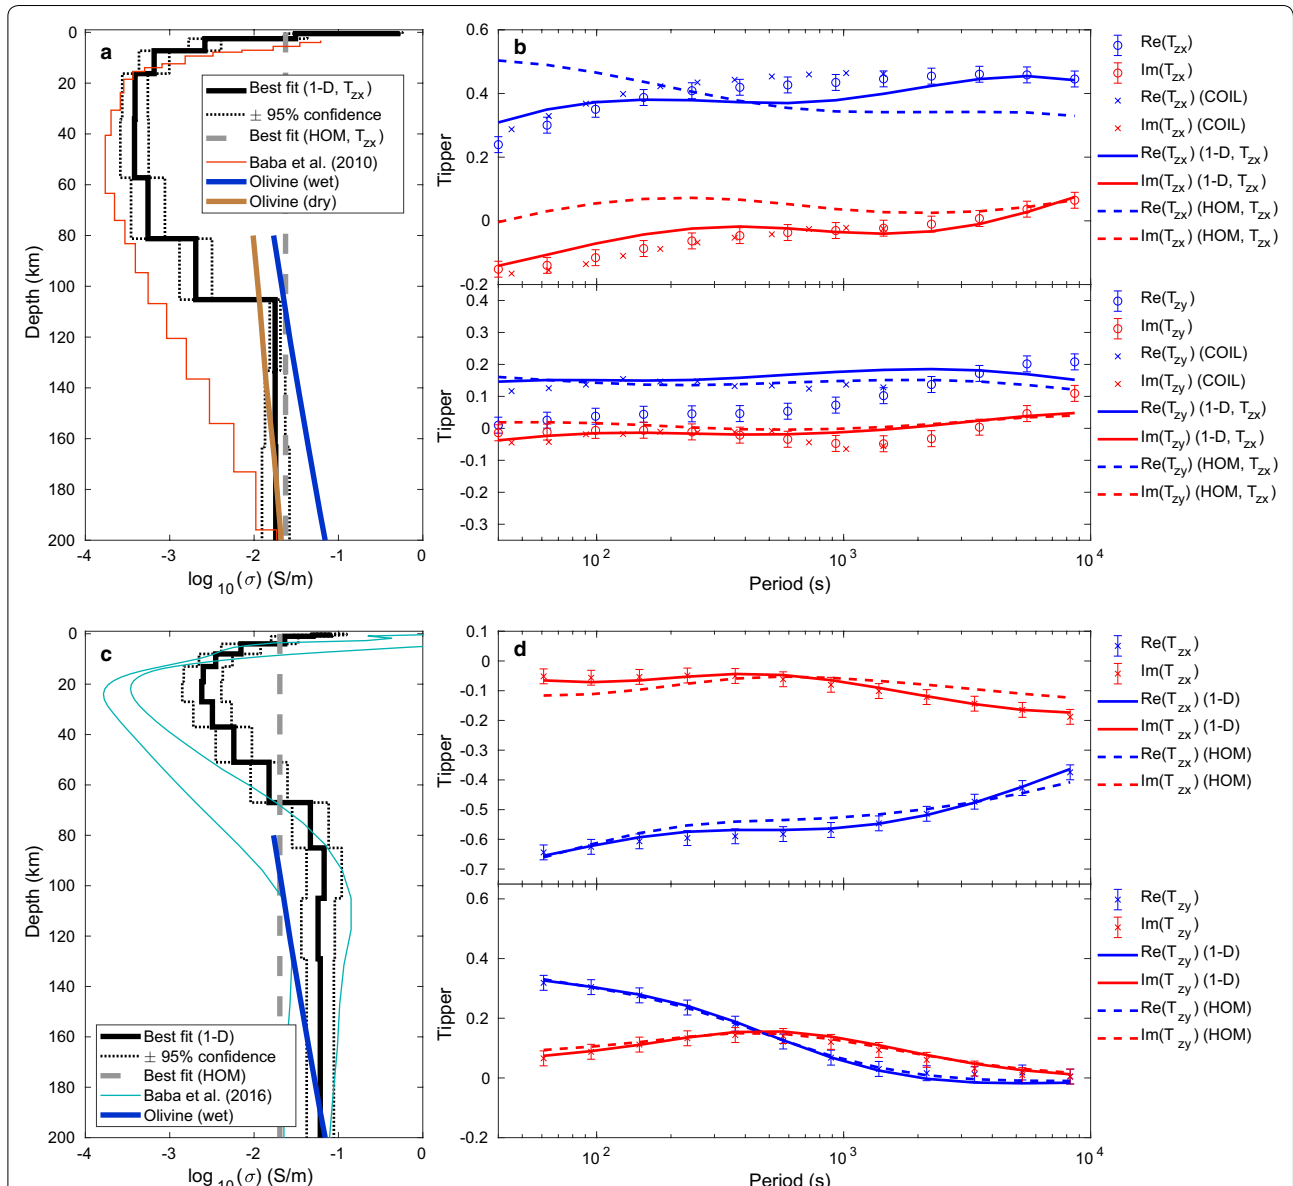 a
0
20
40
60
80
100
120
140
160
180
200
Depth (km)
-4
-3
-2
-1
0
log10(σ) (S/m)
Best fit (1-D, Tzx)
± 95% confidence
Best fit (HOM, Tzx)
Baba et al. (2010)
Olivine (wet)
Olivine (dry)
b
0.6
0.4
0.2
0
-0.2
Tipper
Re(Tzx)
Im(Tzx)
Re(Tzx) (COIL)
Im(Tzx) (COIL)
Re(Tzx) (1-D, Tzx)
Im(Tzx) (1-D, Tzx)
Re(Tzx) (HOM, Tzx)
Im(Tzx) (HOM, Tzx)
0.4
0.3
0.2
0.1
0
-0.1
-0.2
-0.3
Tipper
10^2
10^3
10^4
Period (s)
Re(Tzy)
Im(Tzy)
Re(Tzy) (COIL)
Im(Tzy) (COIL)
Re(Tzy) (1-D, Tzx)
Im(Tzy) (1-D, Tzx)
Re(Tzy) (HOM, Tzx)
Im(Tzy) (HOM, Tzx)
c
0
20
40
60
80
100
120
140
160
180
200
Depth (km)
-4
-3
-2
-1
0
log10(σ) (S/m)
Best fit (1-D)
± 95% confidence
Best fit (HOM)
Baba et al. (2016)
Olivine (wet)
d
0.1
0
-0.1
-0.2
-0.3
-0.4
-0.5
-0.6
-0.7
Tipper
Re(Tzx)
Im(Tzx)
Re(Tzx) (1-D)
Im(Tzx) (1-D)
Re(Tzx) (HOM)
Im(Tzx) (HOM)
0.6
0.4
0.2
0
-0.2
Tipper
10^2
10^3
10^4
Period (s)
Re(Tzy)
Im(Tzy)
Re(Tzy) (1-D)
Im(Tzy) (1-D)
Re(Tzy) (HOM)
Im(Tzy) (HOM)